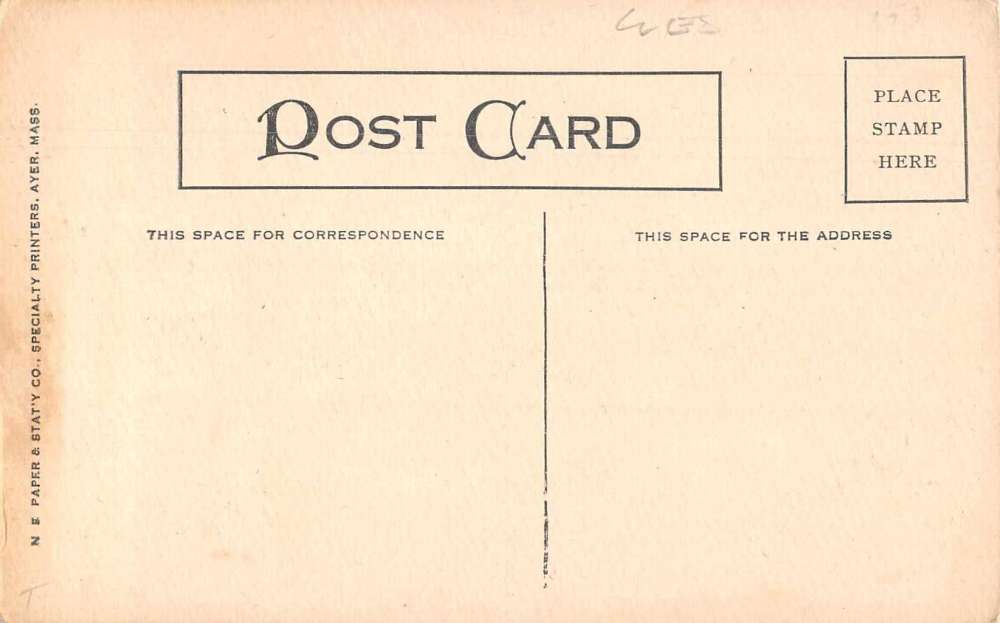 POST CARD
PLACE
STAMP
HERE
THIS SPACE FOR CORRESPONDENCE
THIS SPACE FOR THE ADDRESS
N E PAPER & STAT'Y CO., SPECIALTY PRINTERS, AYER, MASS.